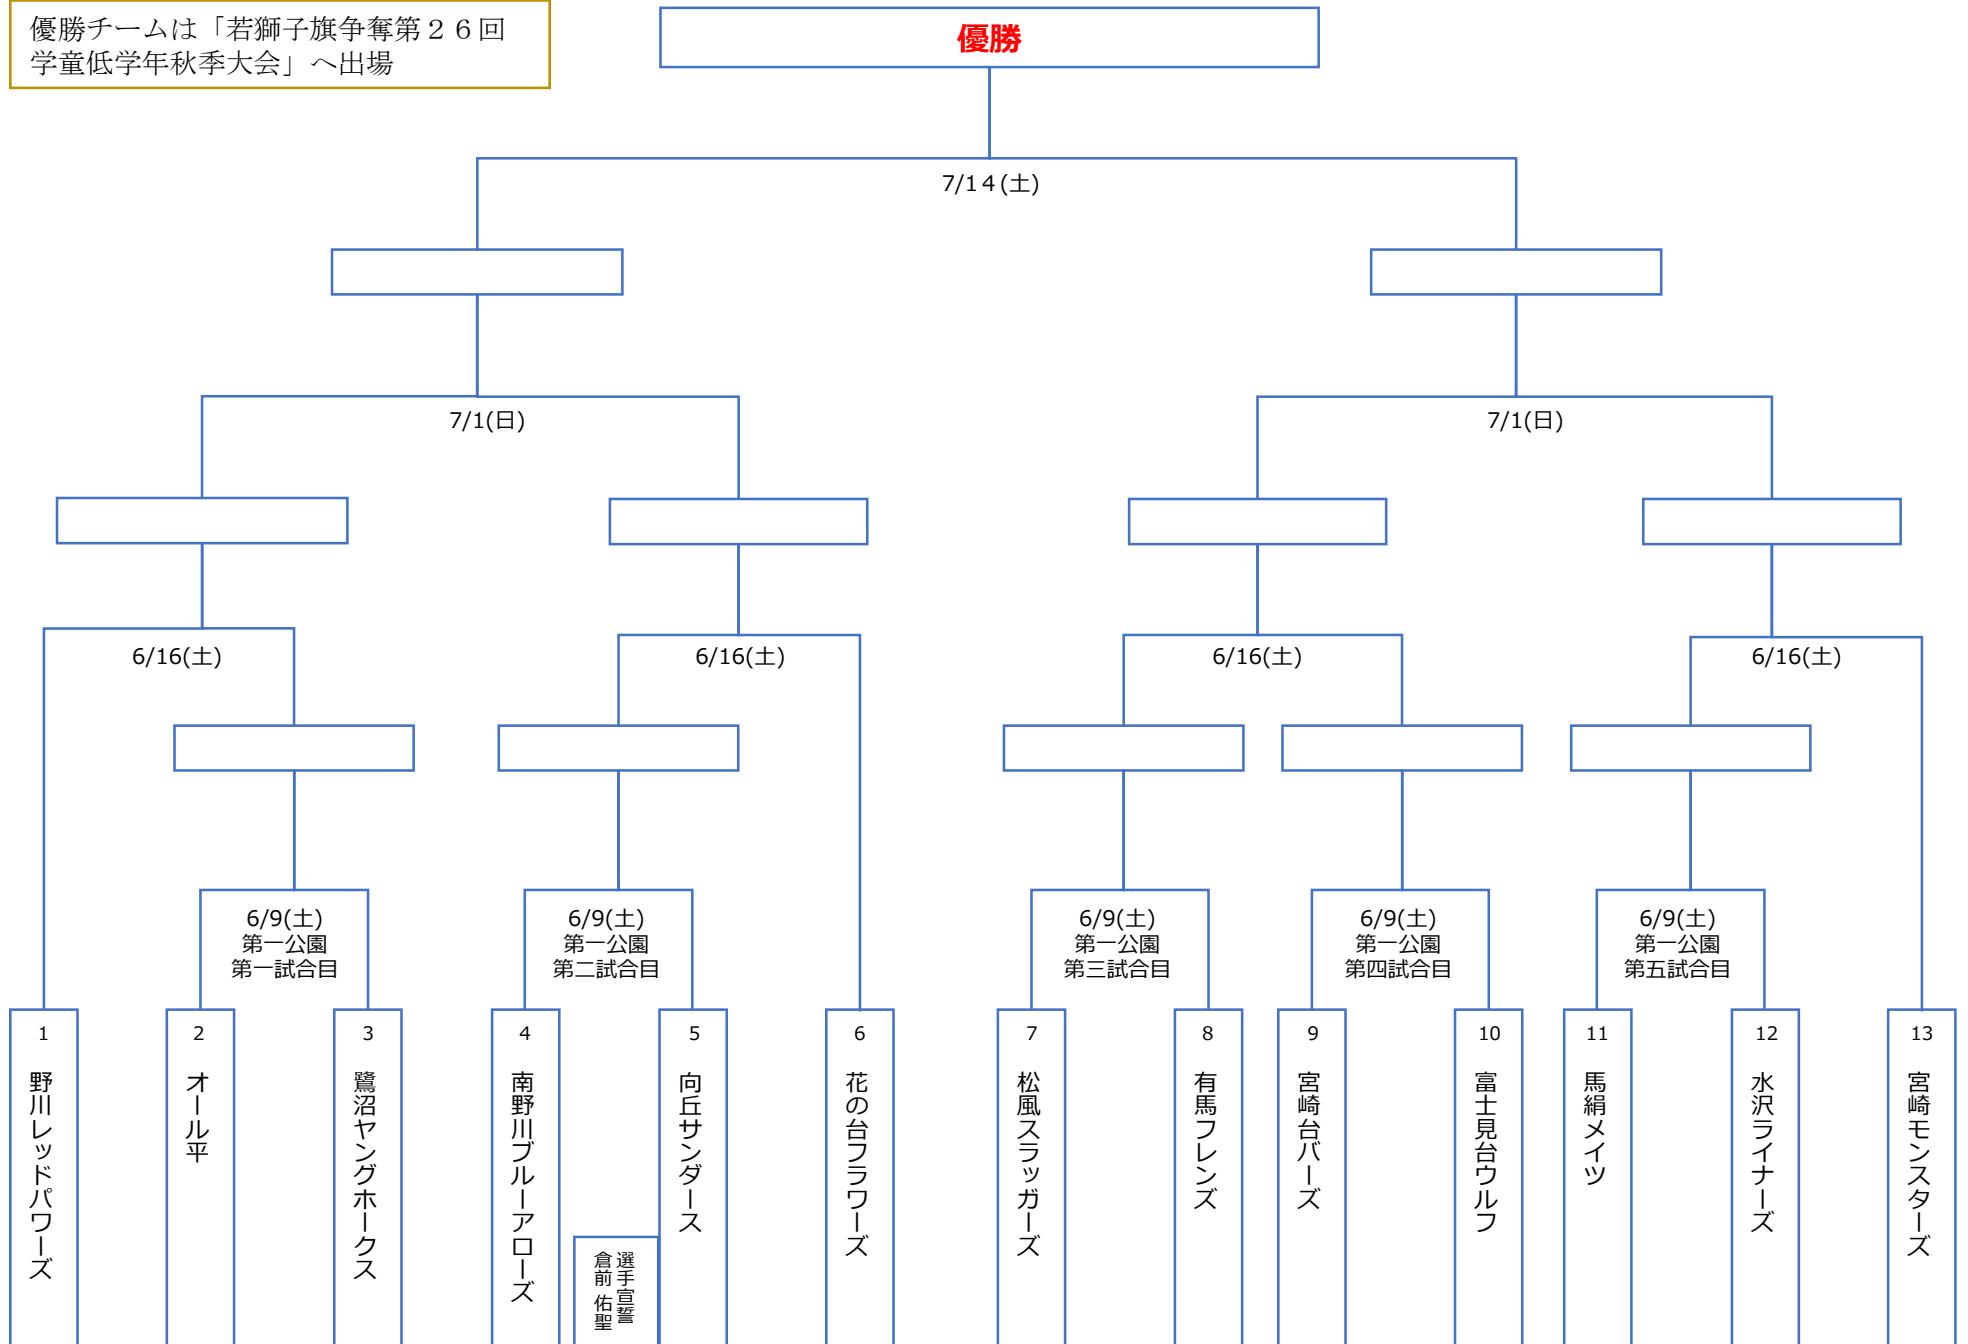 優勝チームは「若獅子旗争奪第２６回
学童低学年秋季大会」へ出場
優勝
7/1４(土)
7/1(日)
7/1(日)
6/16(土)
6/16(土)
6/16(土)
6/16(土)
6/9(土)
第一公園
第一試合目
6/9(土)
第一公園
第二試合目
6/9(土)
第一公園
第三試合目
6/9(土)
第一公園
第四試合目
6/9(土)
第一公園
第五試合目
1
野川レッドパワーズ
2
オール平
3
鷺沼ヤングホークス
4
南野川ブルーアローズ
選手宣誓
倉前 佑聖
5
向丘サンダース
6
花の台フラワーズ
7
松風スラッガーズ
8
有馬フレンズ
9
宮崎台バーズ
10
富士見台ウルフ
11
馬絹メイツ
12
水沢ライナーズ
13
宮崎モンスターズ